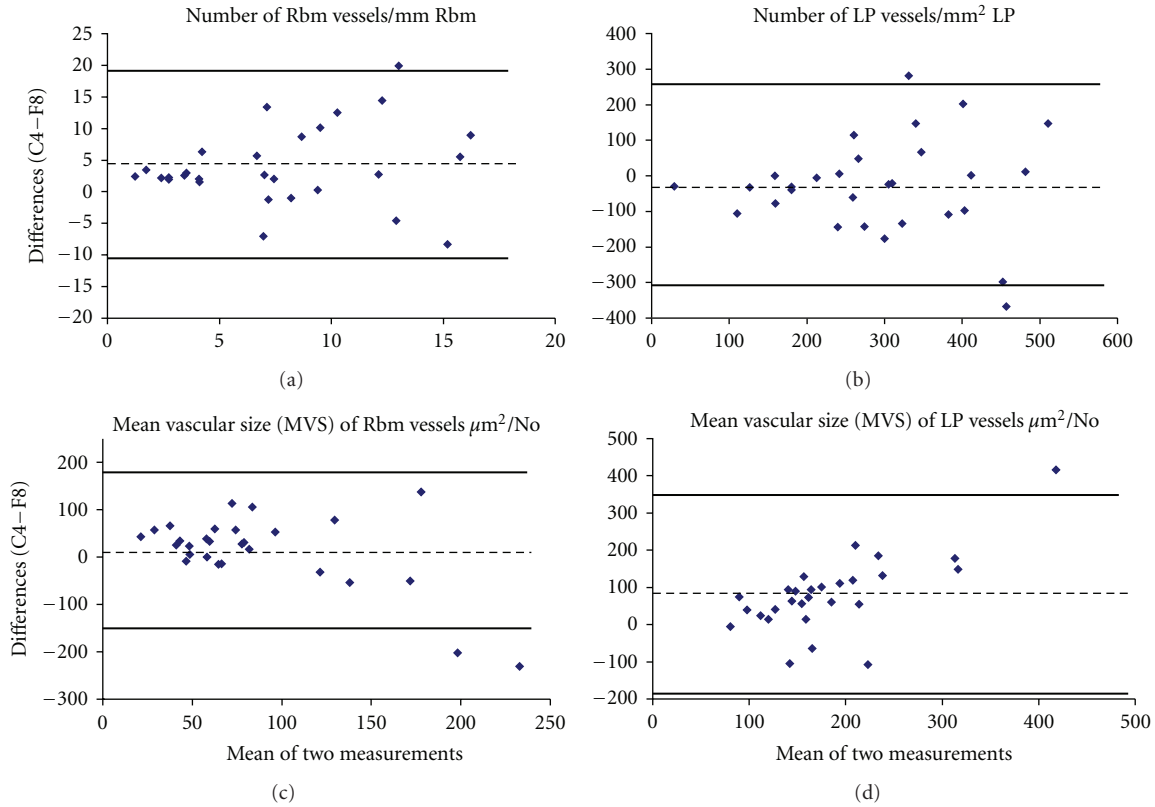 Number of Rbm vessels/mm Rbm
25
20
15
10
5
0
−5
−10
−15
−20
Differences (C4−F8)
0 5 10 15 20
(a)
Number of LP vessels/mm² LP
400
300
200
100
0
−100
−200
−300
−400
0 100 200 300 400 500 600
(b)
Mean vascular size (MVS) of Rbm vessels µm²/No
200
100
0
−100
−200
−300
Differences (C4−F8)
0 50 100 150 200 250
Mean of two measurements
(c)
Mean vascular size (MVS) of LP vessels µm²/No
500
400
300
200
100
0
−100
−200
0 100 200 300 400 500
Mean of two measurements
(d)